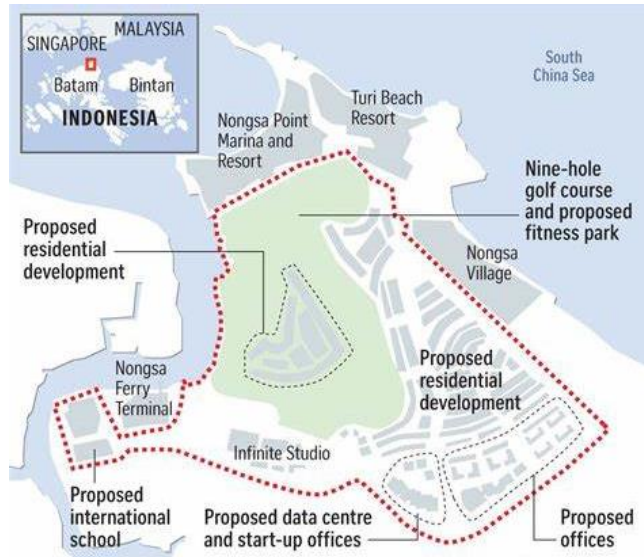 MALAYSIA
SINGAPORE
Batam
Bintan
INDONESIA
South
China Sea
Turi Beach
Resort
Nongsa Point
Marina and
Resort
Nine-hole
golf course
and proposed
fitness park
Proposed
residential
development
Nongsa
Village
Proposed
residential
development
Nongsa
Ferry
Terminal
Infinite Studio
Proposed
international
school
Proposed data centre
and start-up offices
Proposed
offices